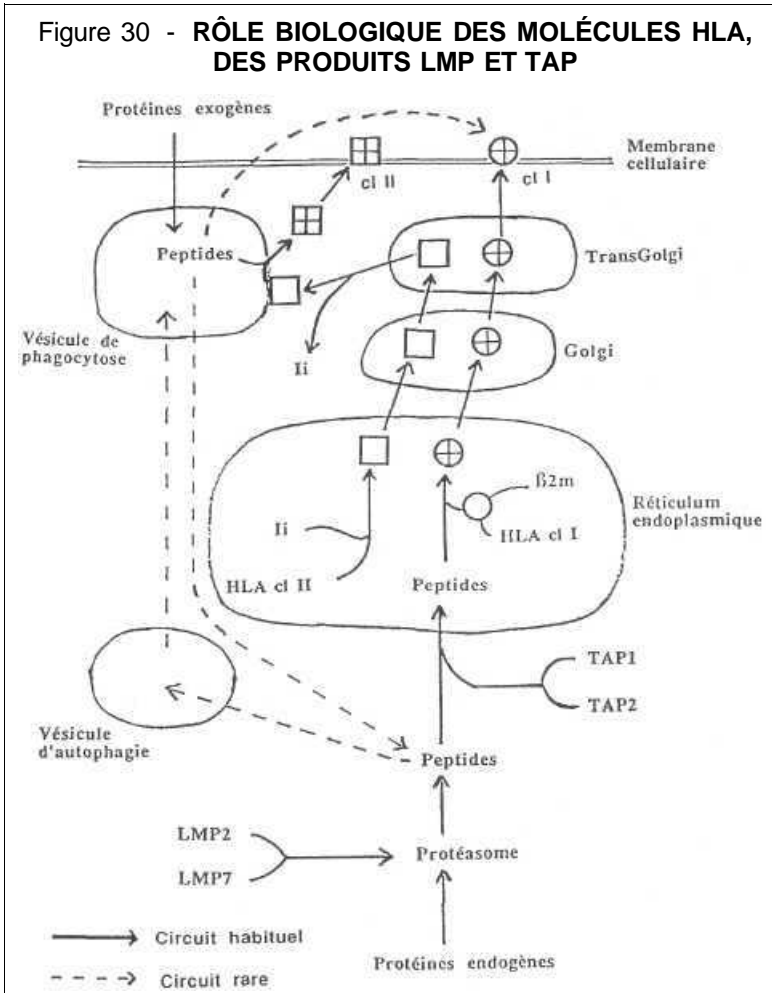 Figure 30 - RÔLE BIOLOGIQUE DES MOLÉCULES HLA,
DES PRODUITS LMP ET TAP
Protéines exogènes
Membrane
cellulaire
cl II
cl I
Peptides
TransGolgi
Vésicule de
phagocytose
Ii
Golgi
ß2m
Réticulum
endoplasmique
Ii
HLA cl I
HLA cl II
Peptides
TAP1
TAP2
Vésicule
d'autophagie
Peptides
LMP2
Protéasome
LMP7
Circuit habituel
Protéines endogènes
Circuit rare